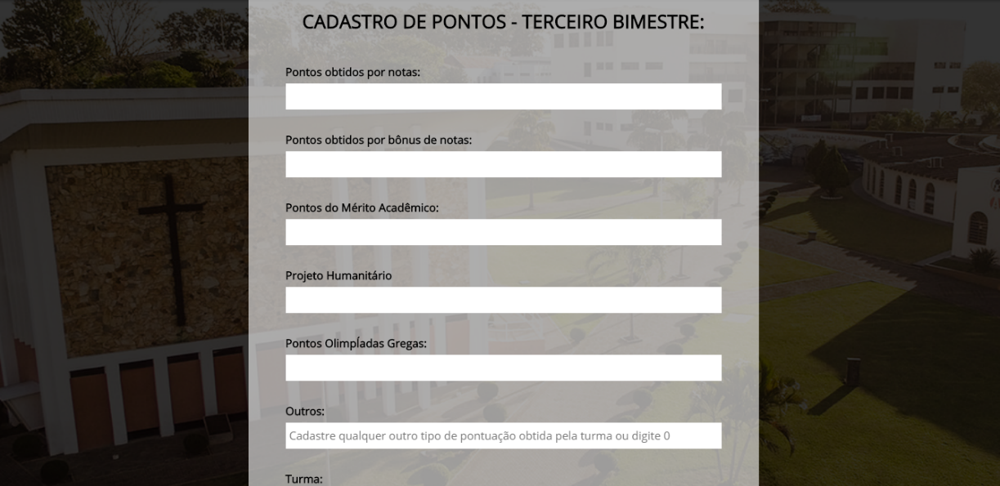 CADASTRO DE PONTOS - TERCEIRO BIMESTRE:
Pontos obtidos por notas:
Pontos obtidos por bônus de notas:
Pontos do Mérito Acadêmico:
Projeto Humanitário
Pontos OlimpÍadas Gregas:
Outros:
Cadastre qualquer outro tipo de pontuação obtida pela turma ou digite 0
Turma: